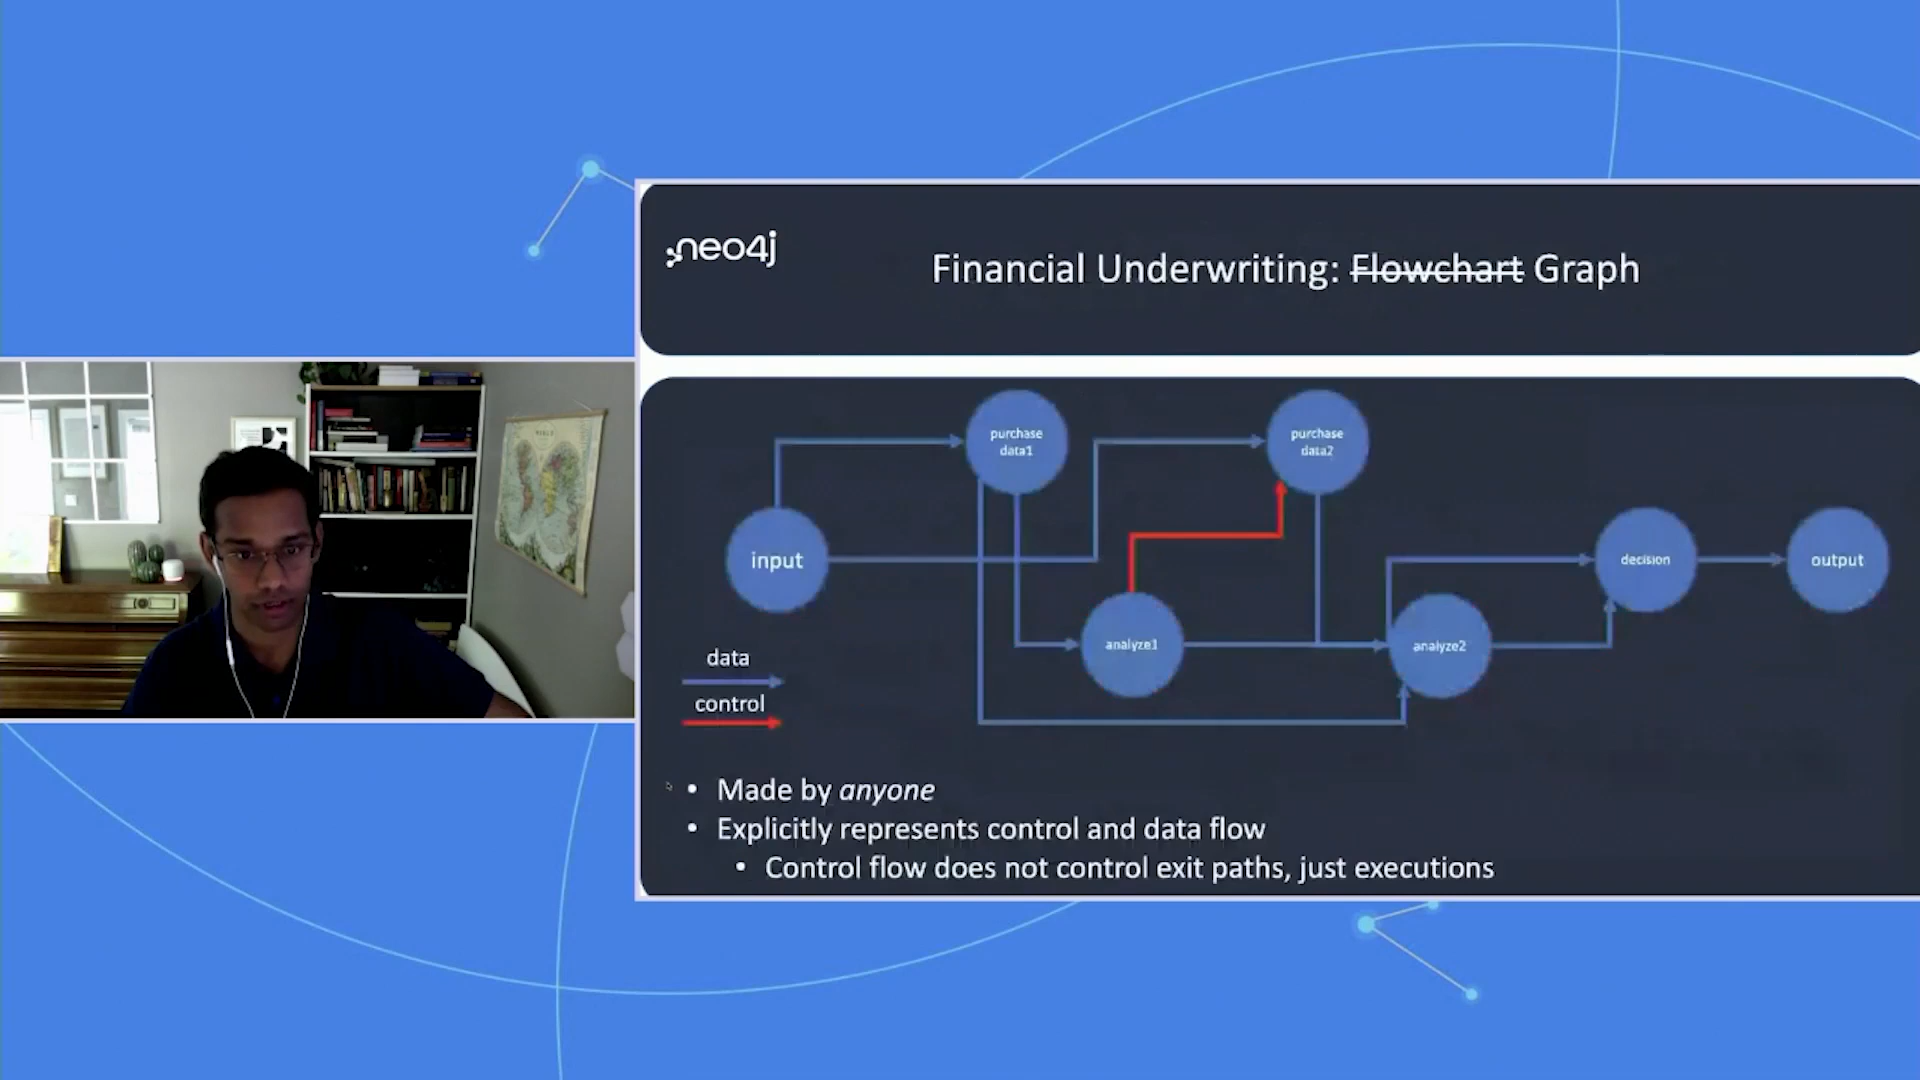 neo4j
Financial Underwriting: Flowchart Graph
purchase
data1
purchase
data2
input
decision
output
analyze1
analyze2
data
control
• Made by anyone
• Explicitly represents control and data flow
• Control flow does not control exit paths, just executions